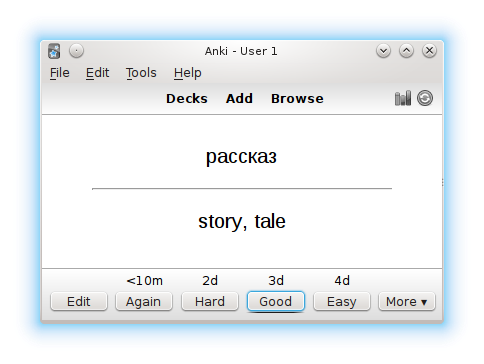 Anki - User 1
File Edit Tools Help
Decks Add Browse
рассказ
story, tale
<10m 2d 3d 4d
Edit Again Hard Good Easy More ▾